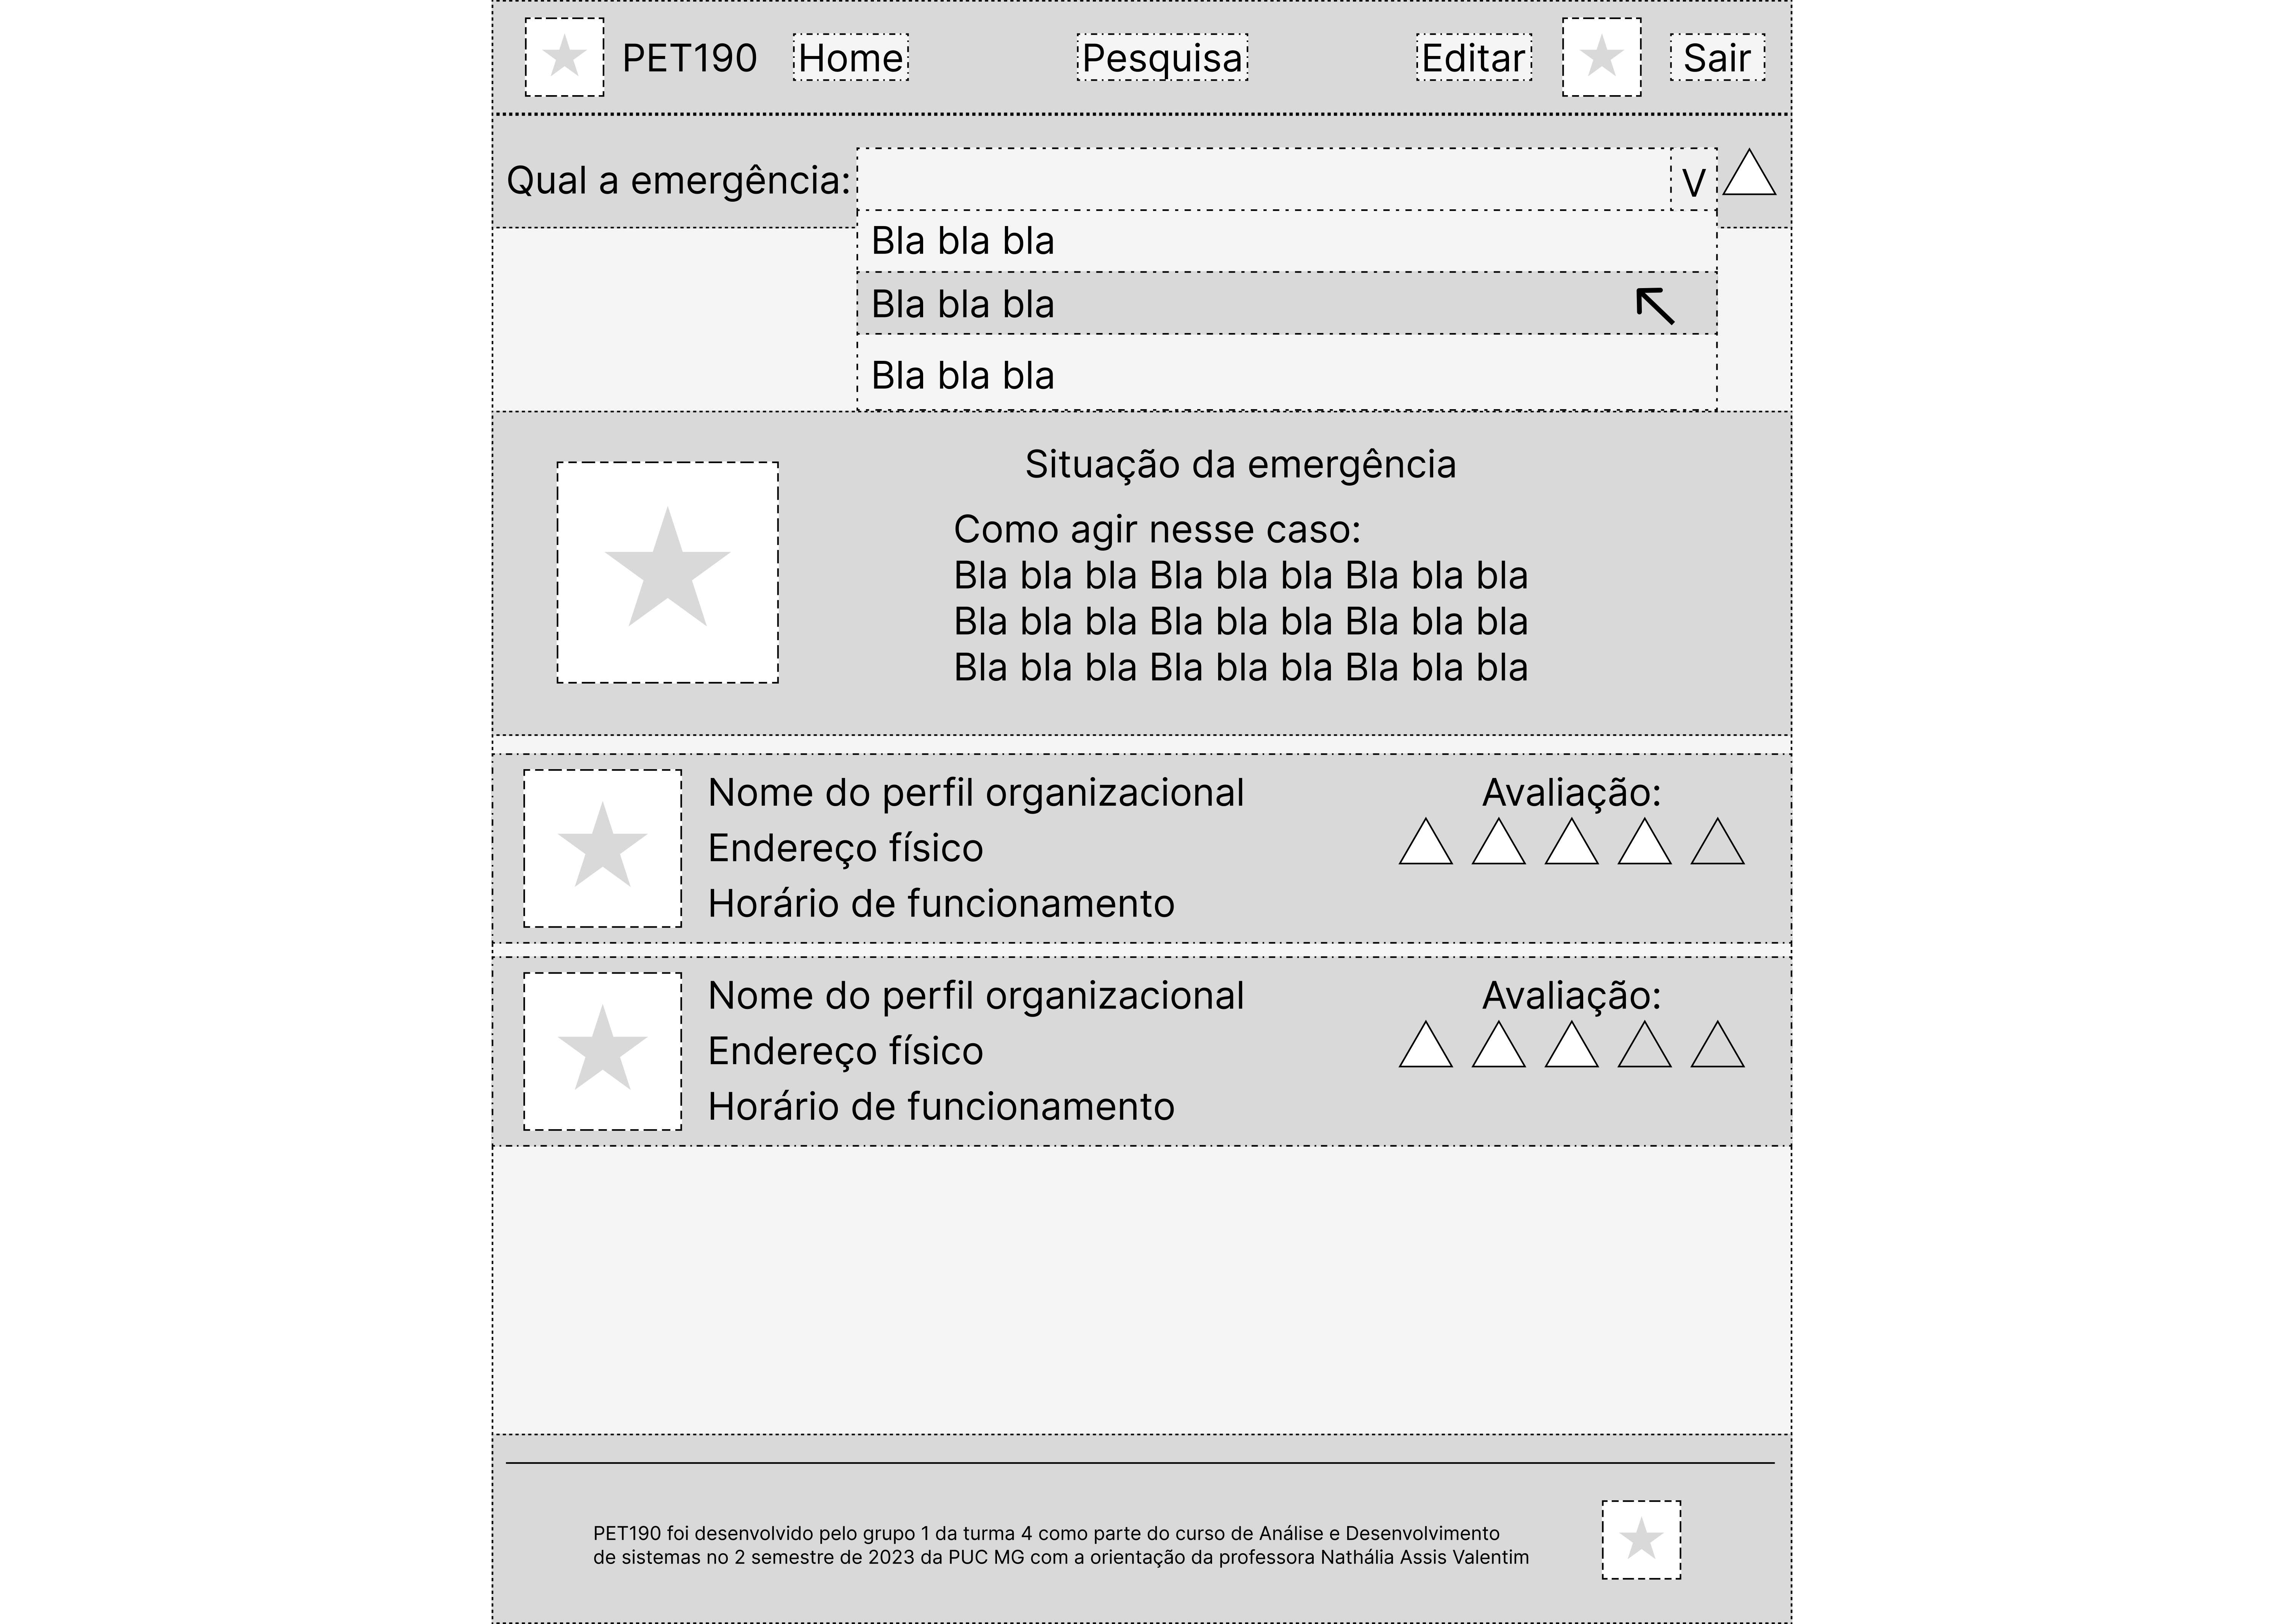 PET190 Home Pesquisa Editar Sair
Qual a emergência: V
Bla bla bla
Bla bla bla
Bla bla bla
Situação da emergência
Como agir nesse caso:
Bla bla bla Bla bla bla Bla bla bla
Bla bla bla Bla bla bla Bla bla bla
Bla bla bla Bla bla bla Bla bla bla
Nome do perfil organizacional
Endereço físico
Horário de funcionamento
Avaliação:
Nome do perfil organizacional
Endereço físico
Horário de funcionamento
Avaliação:
PET190 foi desenvolvido pelo grupo 1 da turma 4 como parte do curso de Análise e Desenvolvimento
de sistemas no 2 semestre de 2023 da PUC MG com a orientação da professora Nathália Assis Valentim